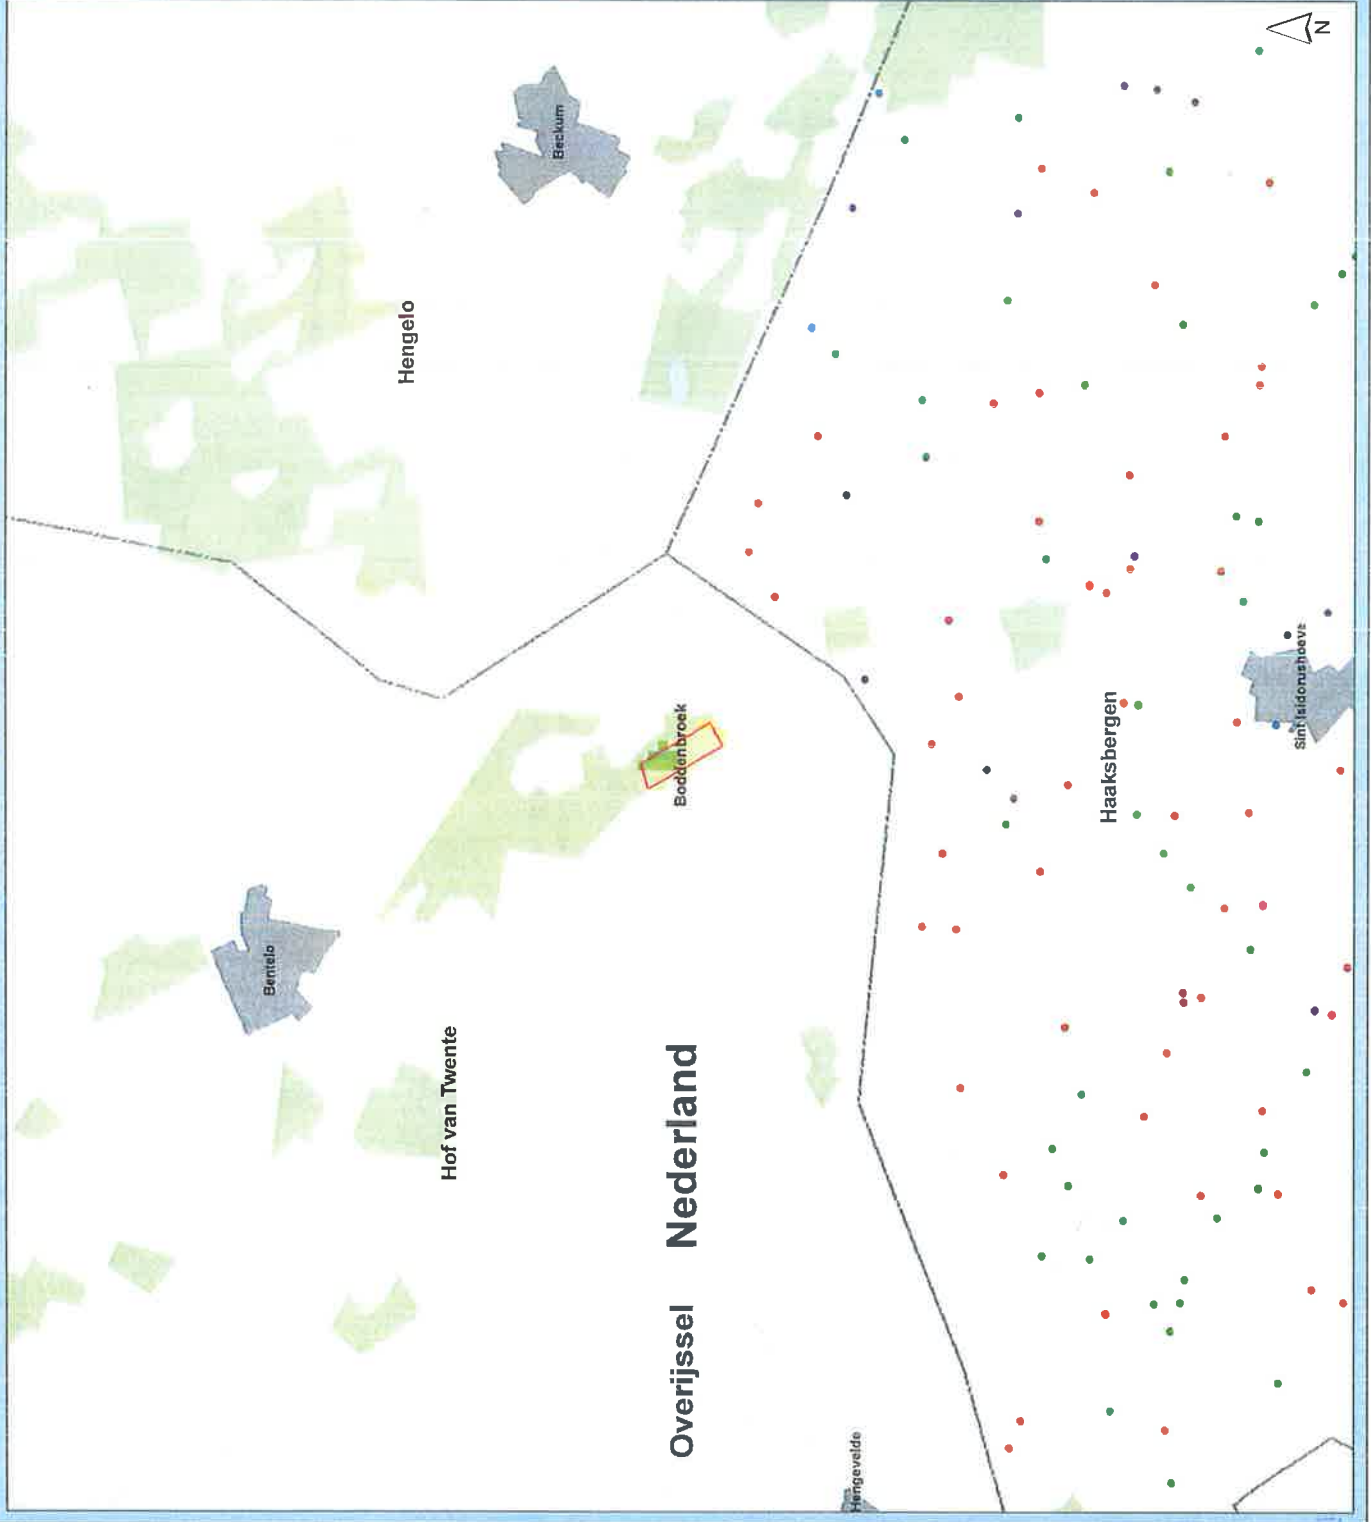 Beckum
Hengelo
Boddenbroek
Bentelo
Hof van Twente
Overijssel
Nederland
Haaksbergen
Sint Isidorushoeve
Hengevelde
N